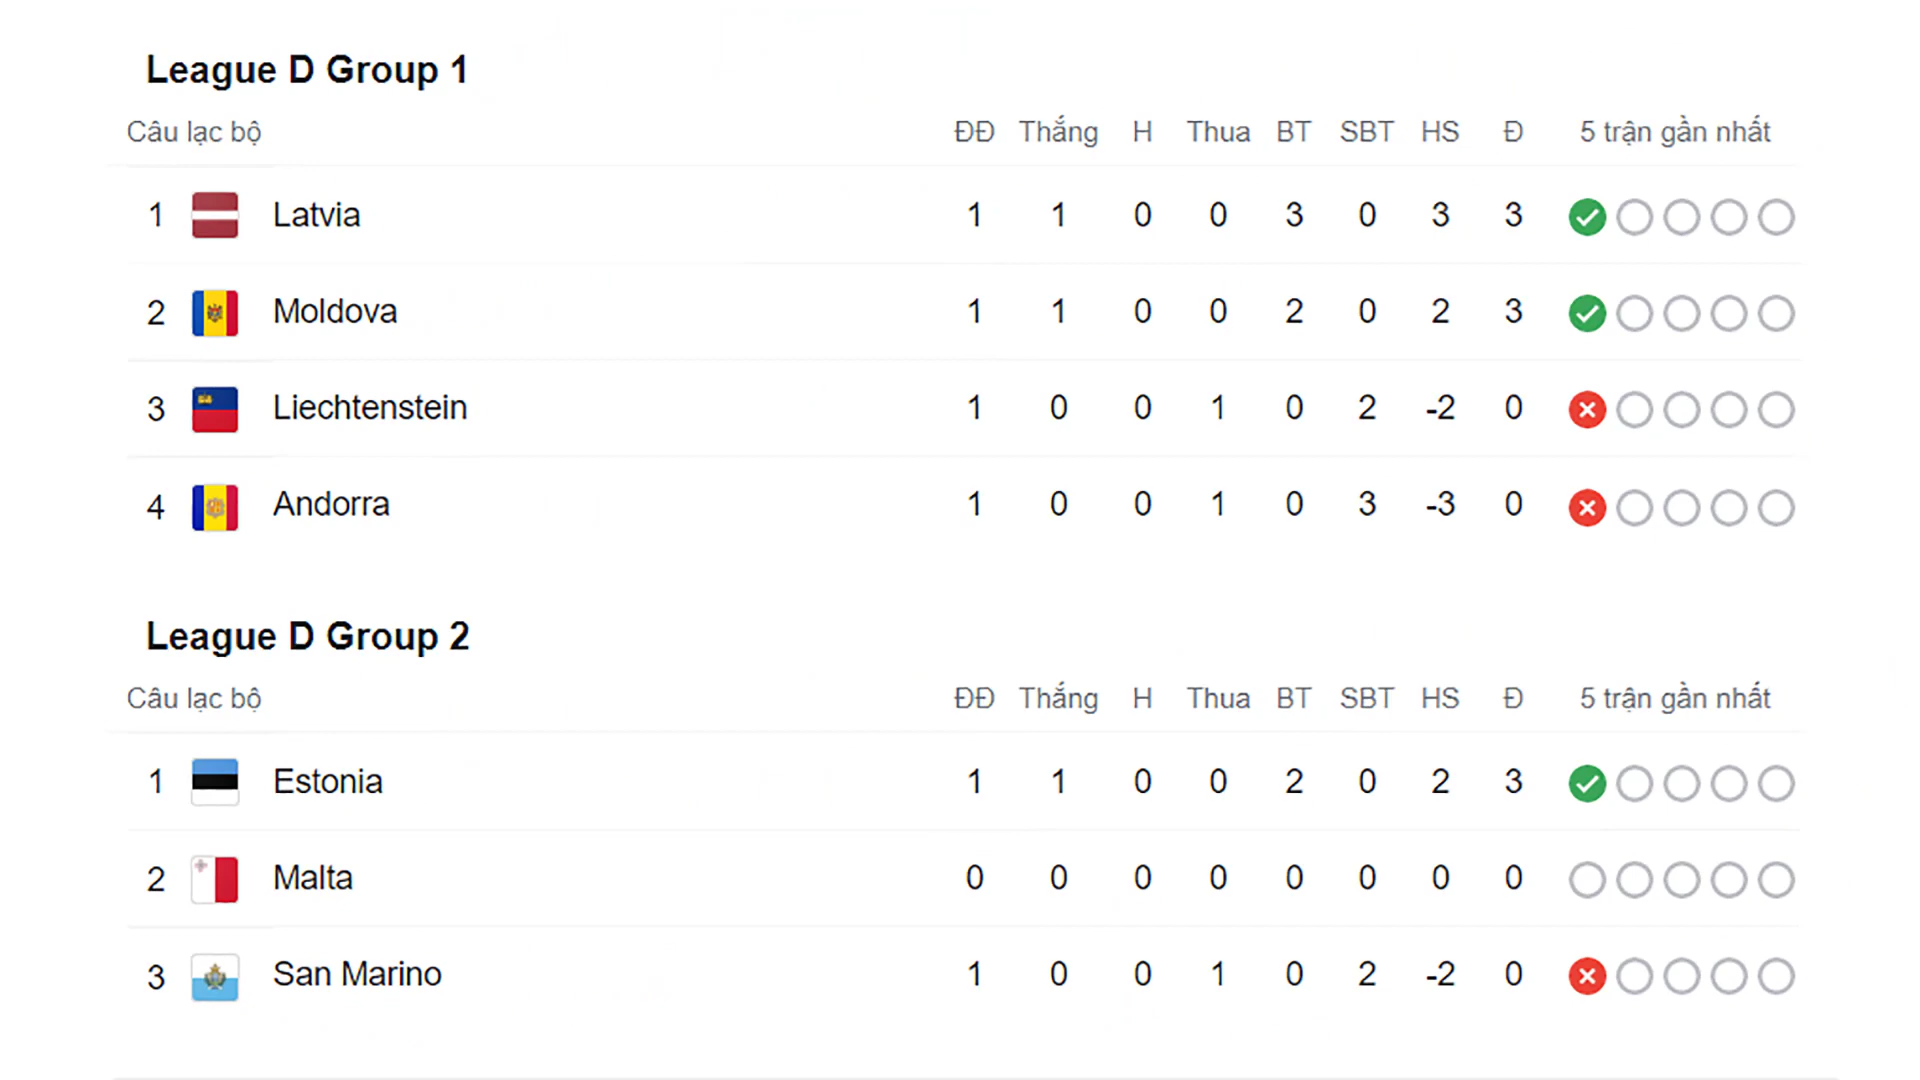 League D Group 1
Câu lạc bộ ĐĐ Thắng H Thua BT SBT HS Đ 5 trận gần nhất
1 Latvia 1 1 0 0 3 0 3 3
2 Moldova 1 1 0 0 2 0 2 3
3 Liechtenstein 1 0 0 1 0 2 -2 0
4 Andorra 1 0 0 1 0 3 -3 0
League D Group 2
Câu lạc bộ ĐĐ Thắng H Thua BT SBT HS Đ 5 trận gần nhất
1 Estonia 1 1 0 0 2 0 2 3
2 Malta 0 0 0 0 0 0 0 0
3 San Marino 1 0 0 1 0 2 -2 0